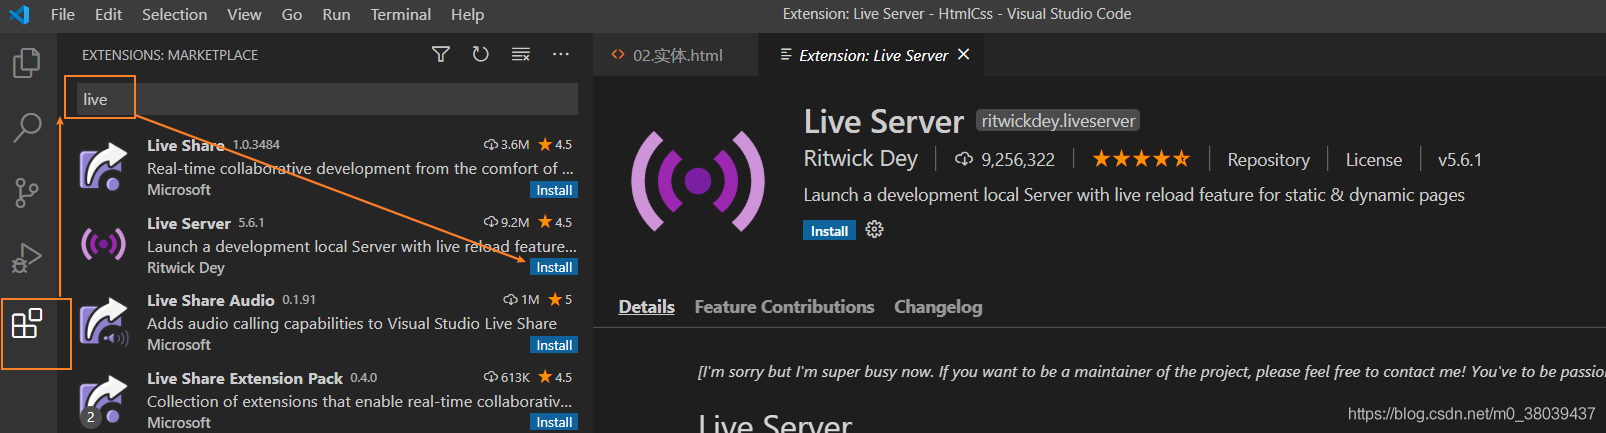 File Edit Selection View Go Run Terminal Help
Extension: Live Server - HtmlCss - Visual Studio Code
EXTENSIONS: MARKETPLACE
live
Live Share 1.0.3484 3.6M 4.5
Real-time collaborative development from the comfort of ...
Microsoft Install
Live Server 5.6.1 9.2M 4.5
Launch a development local Server with live reload feature...
Ritwick Dey Install
Live Share Audio 0.1.91 1M 5
Adds audio calling capabilities to Visual Studio Live Share
Microsoft Install
Live Share Extension Pack 0.4.0 613K 4.5
Collection of extensions that enable real-time collaborativ...
2
Microsoft Install
02.实体.html
Extension: Live Server
Live Server ritwickdey.liveserver
Ritwick Dey 9,256,322 Repository License v5.6.1
Launch a development local Server with live reload feature for static & dynamic pages
Install
Details Feature Contributions Changelog
[I'm sorry but I'm super busy now. If you want to be a maintainer of the project, please feel free to contact me! You've to be passion
Live Server
https://blog.csdn.net/m0_38039437